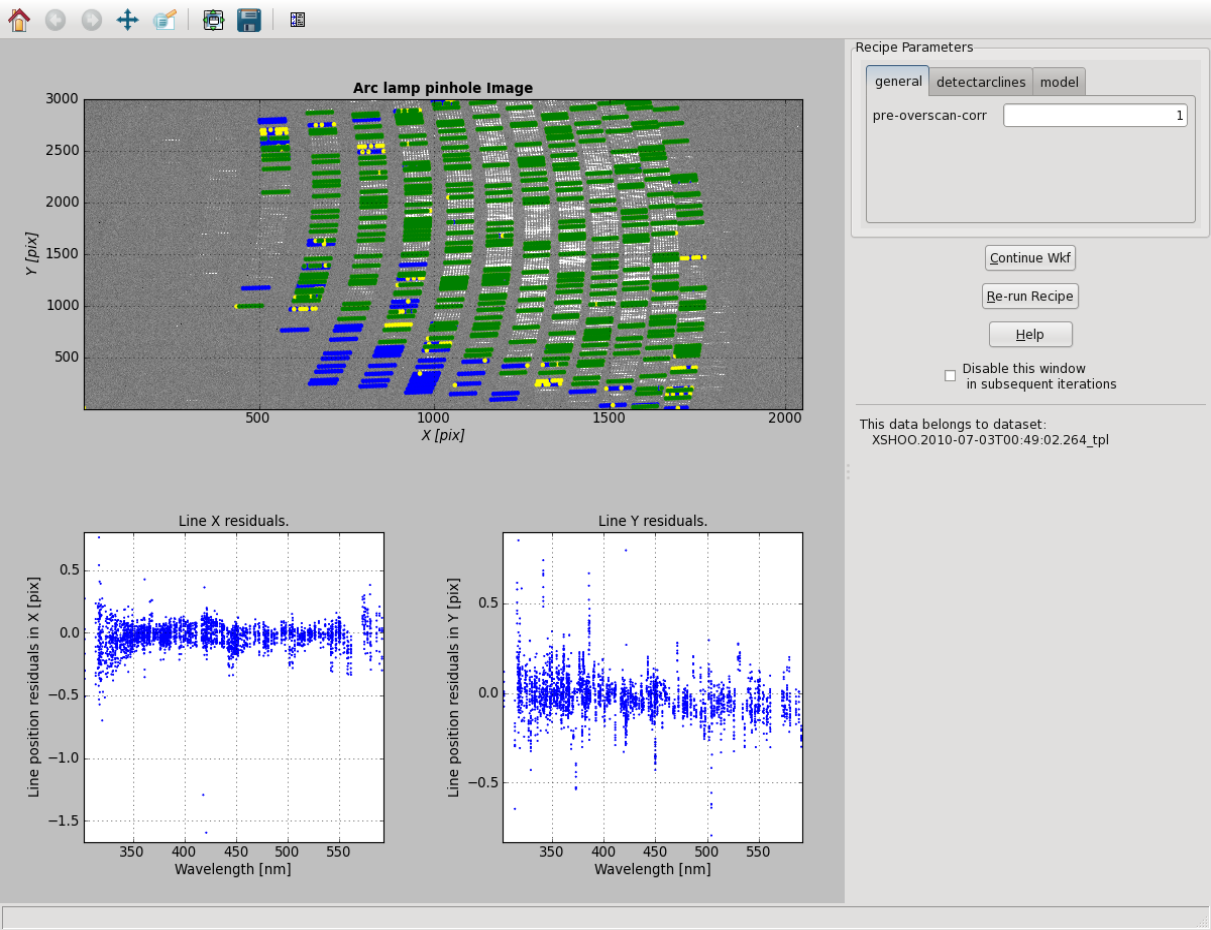 Recipe Parameters
general detectarclines model
pre-overscan-corr 1
Continue Wkf
Re-run Recipe
Help
Disable this window
in subsequent iterations
This data belongs to dataset:
XSHOO.2010-07-03T00:49:02.264_tpl
Arc lamp pinhole Image
3000
2500
2000
1500
1000
500
Y [pix]
500 1000 1500 2000
X [pix]
Line X residuals.
0.5
0.0
−0.5
−1.0
−1.5
Line position residuals in X [pix]
350 400 450 500 550
Wavelength [nm]
Line Y residuals.
0.5
0.0
−0.5
Line position residuals in Y [pix]
350 400 450 500 550
Wavelength [nm]